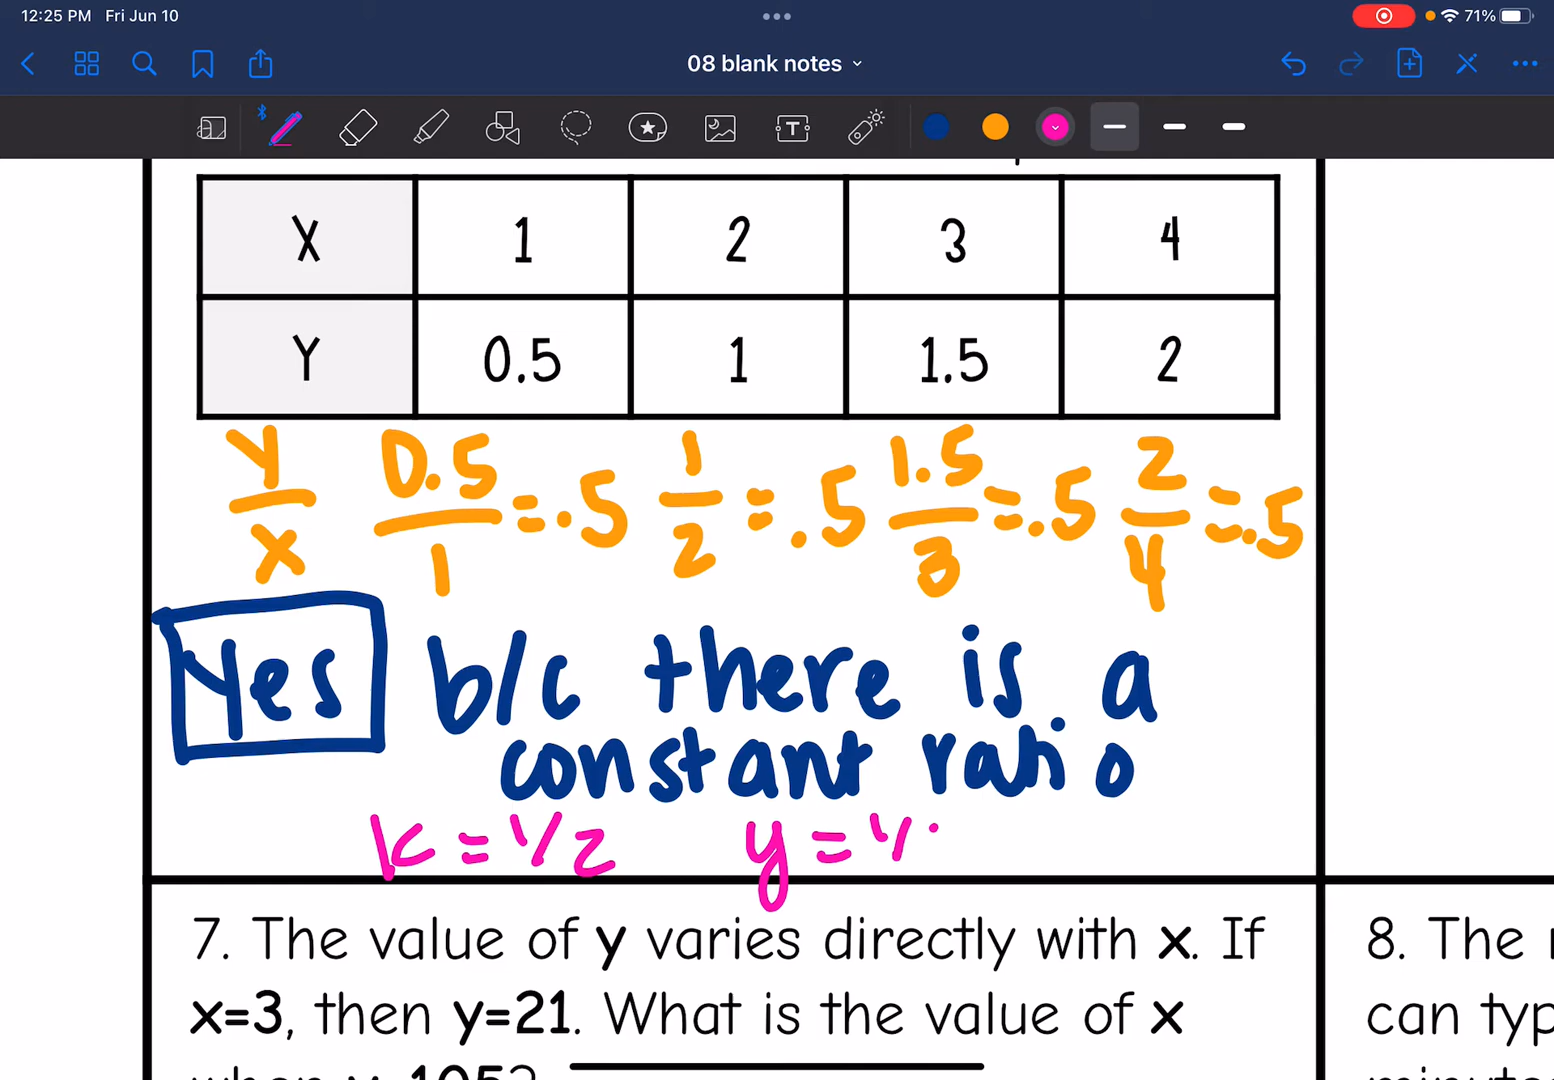 12:25 PM Fri Jun 10
71%
08 blank notes
X 1 2 3 4
Y 0.5 1 1.5 2
Y/X 0.5/1 = .5 1/2 = .5 1.5/3 = .5 2/4 = .5
Yes b/c there is a
constant ratio
k = 1/2 y = 1/
7. The value of y varies directly with x. If
x=3, then y=21. What is the value of x
8. The
can typ